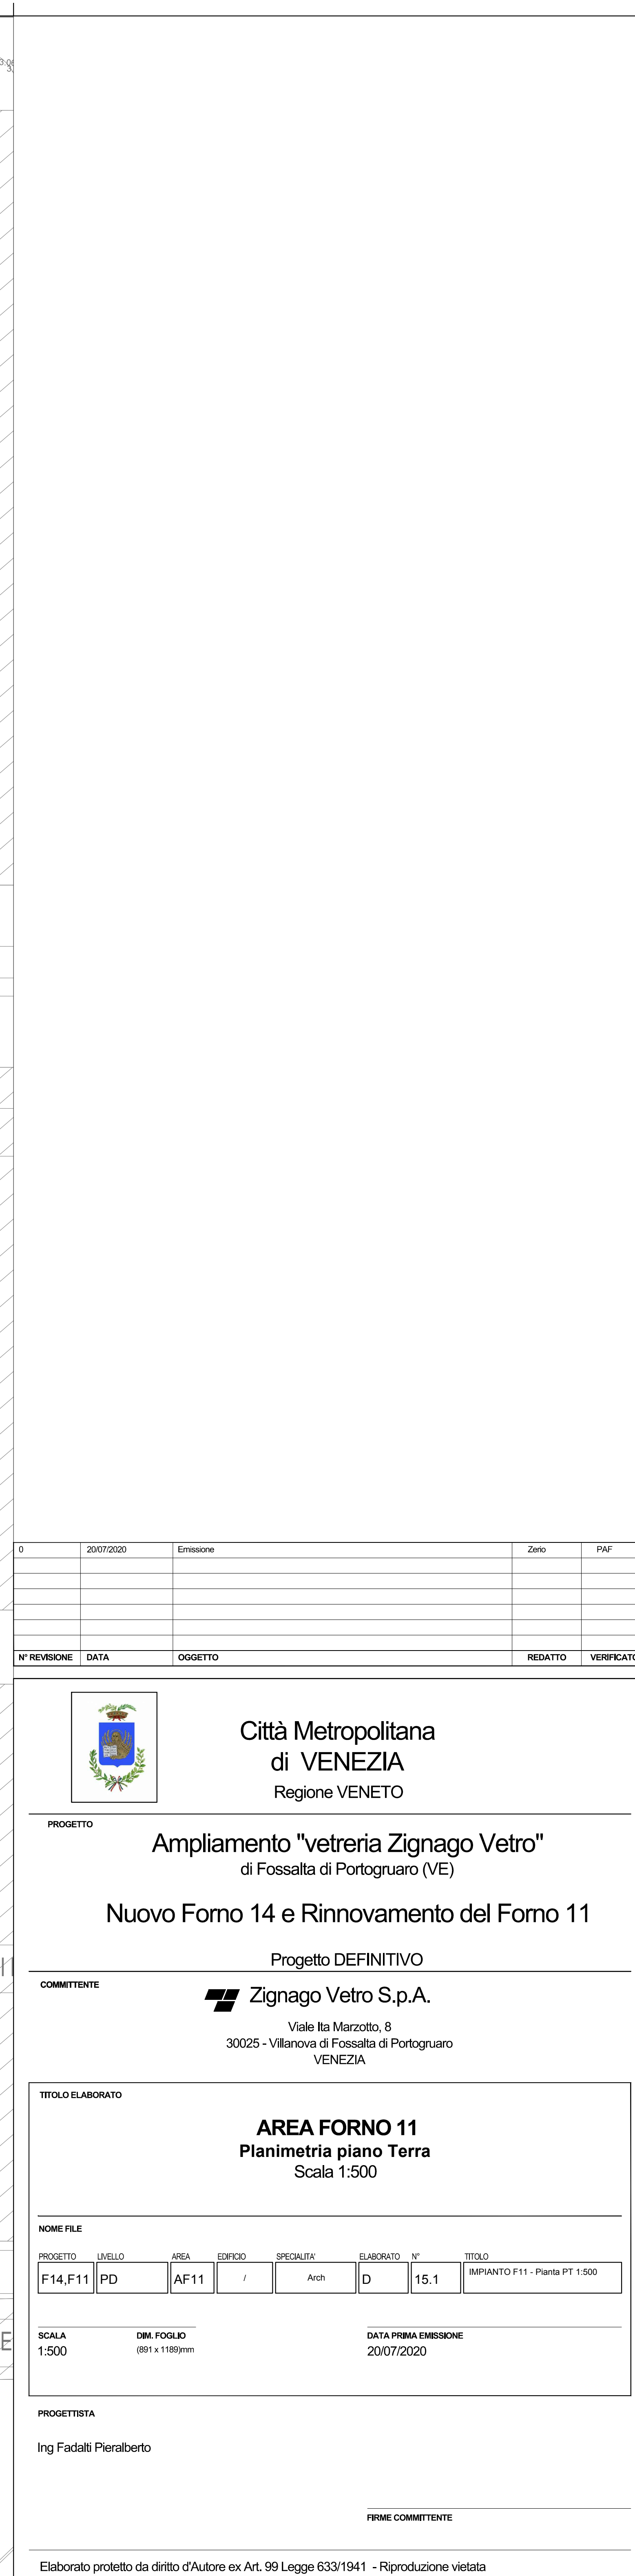 0 20/07/2020 Emissione Zerio PAF
N° REVISIONE DATA OGGETTO REDATTO VERIFICATO
Città Metropolitana
di VENEZIA
Regione VENETO
PROGETTO
Ampliamento "vetreria Zignago Vetro"
di Fossalta di Portogruaro (VE)
Nuovo Forno 14 e Rinnovamento del Forno 11
Progetto DEFINITIVO
COMMITTENTE
Zignago Vetro S.p.A.
Viale Ita Marzotto, 8
30025 - Villanova di Fossalta di Portogruaro
VENEZIA
TITOLO ELABORATO
AREA FORNO 11
Planimetria piano Terra
Scala 1:500
NOME FILE
PROGETTO LIVELLO AREA EDIFICIO SPECIALITA' ELABORATO N° TITOLO
F14,F11 PD AF11 / Arch D 15.1 IMPIANTO F11 - Pianta PT 1:500
SCALA DIM. FOGLIO DATA PRIMA EMISSIONE
1:500 (891 x 1189)mm 20/07/2020
PROGETTISTA
Ing Fadalti Pieralberto
FIRME COMMITTENTE
Elaborato protetto da diritto d'Autore ex Art. 99 Legge 633/1941 - Riproduzione vietata